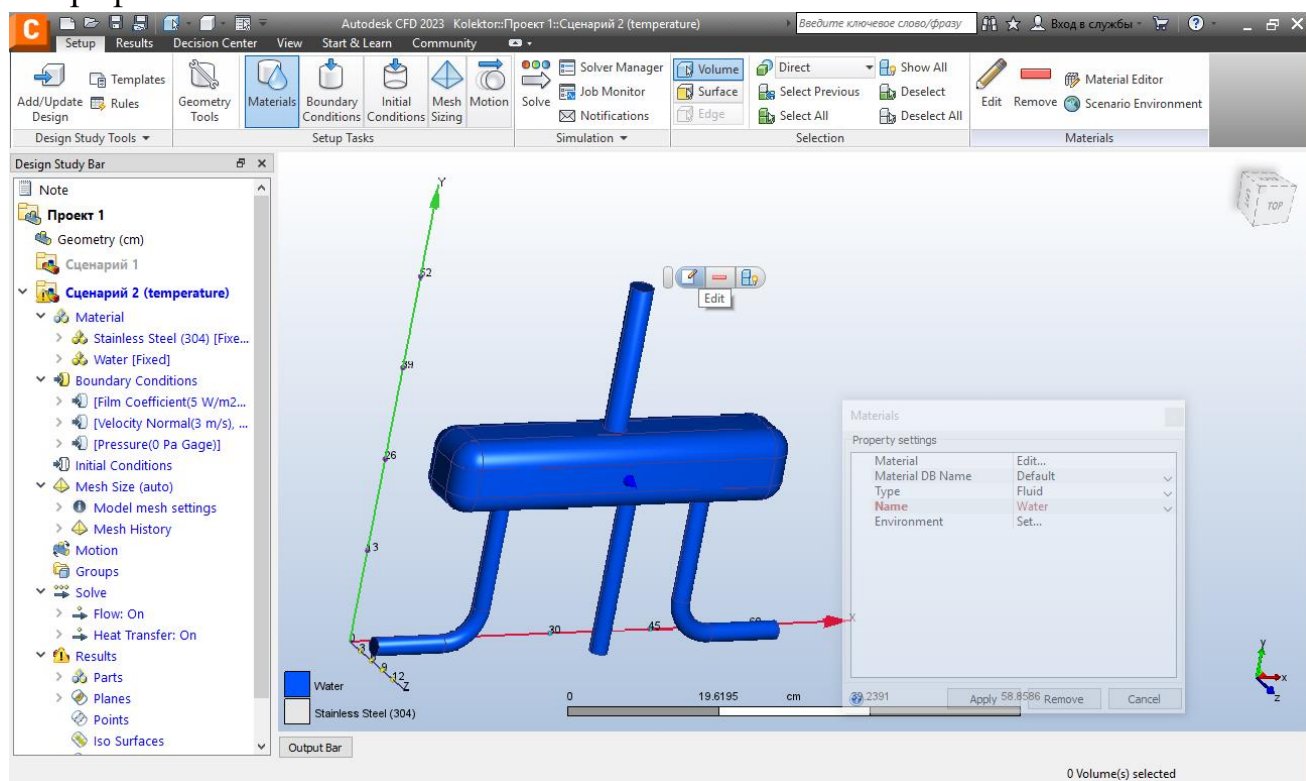 Autodesk CFD 2023 Kolektor::Проект 1::Сценарий 2 (temperature)
Введите ключевое слово/фразу
Вход в службы
Setup Results Decision Center View Start & Learn Community
Add/Update Design
Templates
Rules
Design Study Tools
Geometry Tools
Materials
Boundary Conditions
Initial Conditions
Mesh Sizing
Motion
Setup Tasks
Solve
Solver Manager
Job Monitor
Notifications
Simulation
Volume
Surface
Edge
Direct
Select Previous
Select All
Show All
Deselect
Deselect All
Selection
Edit
Remove
Material Editor
Scenario Environment
Materials
Design Study Bar
Note
Проект 1
Geometry (cm)
Сценарий 1
Сценарий 2 (temperature)
Material
Stainless Steel (304) [Fixe...
Water [Fixed]
Boundary Conditions
[Film Coefficient(5 W/m2...
[Velocity Normal(3 m/s), ...
[Pressure(0 Pa Gage)]
Initial Conditions
Mesh Size (auto)
Model mesh settings
Mesh History
Motion
Groups
Solve
Flow: On
Heat Transfer: On
Results
Parts
Planes
Points
Iso Surfaces
Y
52
39
26
13
30
45
60
X
3
9
12
Z
Edit
TOP
Materials
Property settings
Material Edit...
Material DB Name Default
Type Fluid
Name Water
Environment Set...
Apply
Remove
Cancel
Water
Stainless Steel (304)
0 19.6195 cm 39.2391 58.8586
y
x
z
Output Bar
0 Volume(s) selected